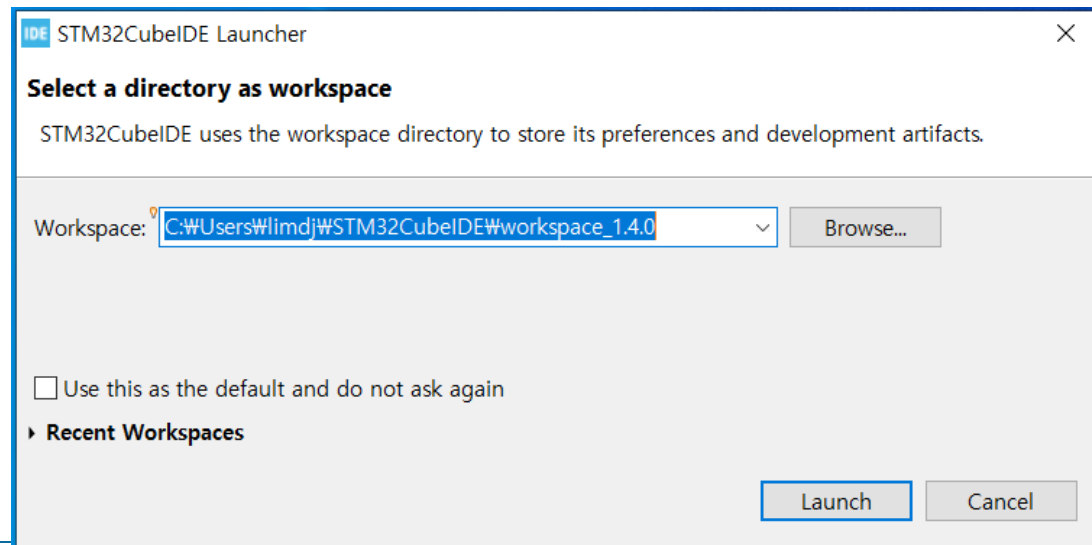 IDE STM32CubeIDE Launcher
Select a directory as workspace
STM32CubeIDE uses the workspace directory to store its preferences and development artifacts.
Workspace: C:₩Users₩limdj₩STM32CubeIDE₩workspace_1.4.0 Browse...
Use this as the default and do not ask again
Recent Workspaces
Launch Cancel